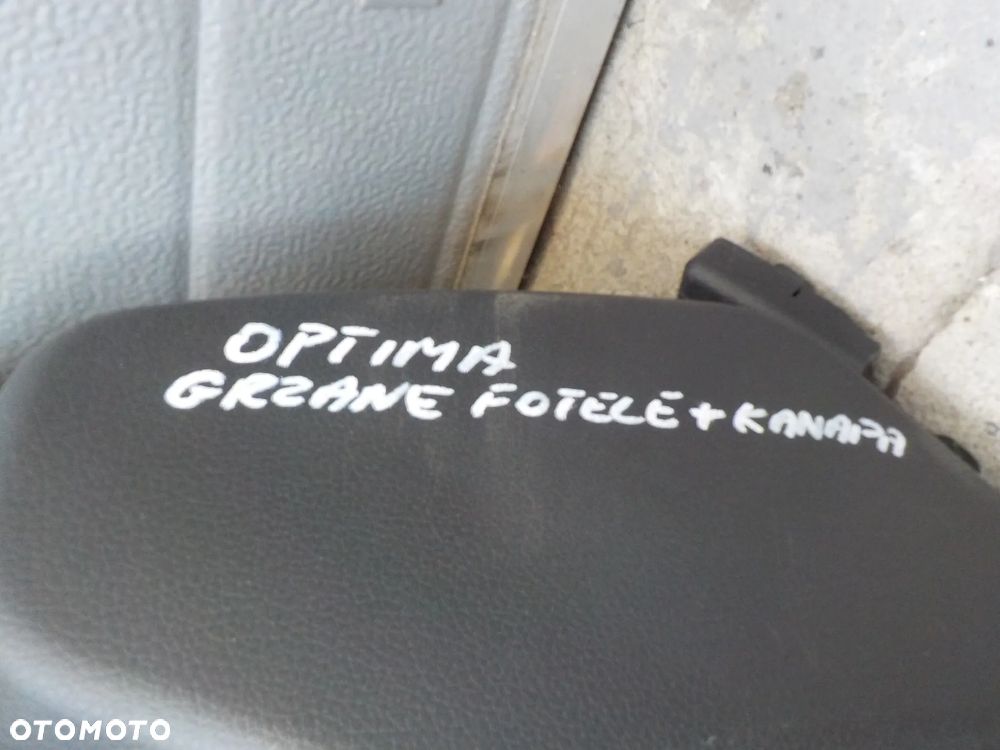 OPTIMA
GRZANE FOTELE + KANAPA
OTOMOTO